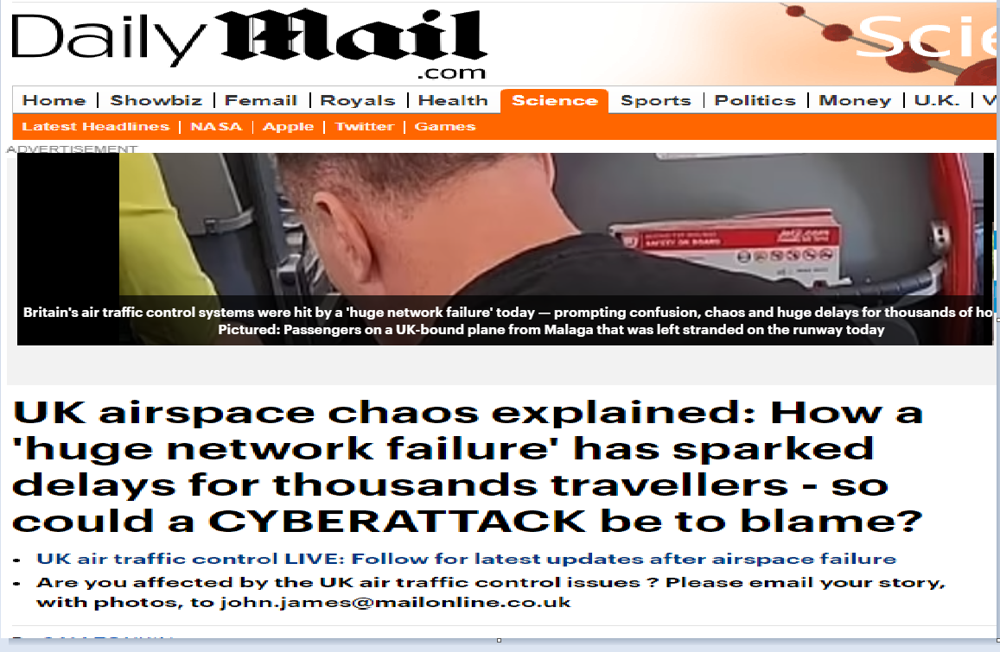 Daily Mail
.com
Scie
Home | Showbiz | Femail | Royals | Health | Science | Sports | Politics | Money | U.K. |
Latest Headlines | NASA | Apple | Twitter | Games
ADVERTISEMENT
SAFETY ON BOARD
Jet2.com
Britain's air traffic control systems were hit by a 'huge network failure' today — prompting confusion, chaos and huge delays for thousands of ho
Pictured: Passengers on a UK-bound plane from Malaga that was left stranded on the runway today
UK airspace chaos explained: How a
'huge network failure' has sparked
delays for thousands travellers - so
could a CYBERATTACK be to blame?
• UK air traffic control LIVE: Follow for latest updates after airspace failure
• Are you affected by the UK air traffic control issues ? Please email your story,
with photos, to john.james@mailonline.co.uk